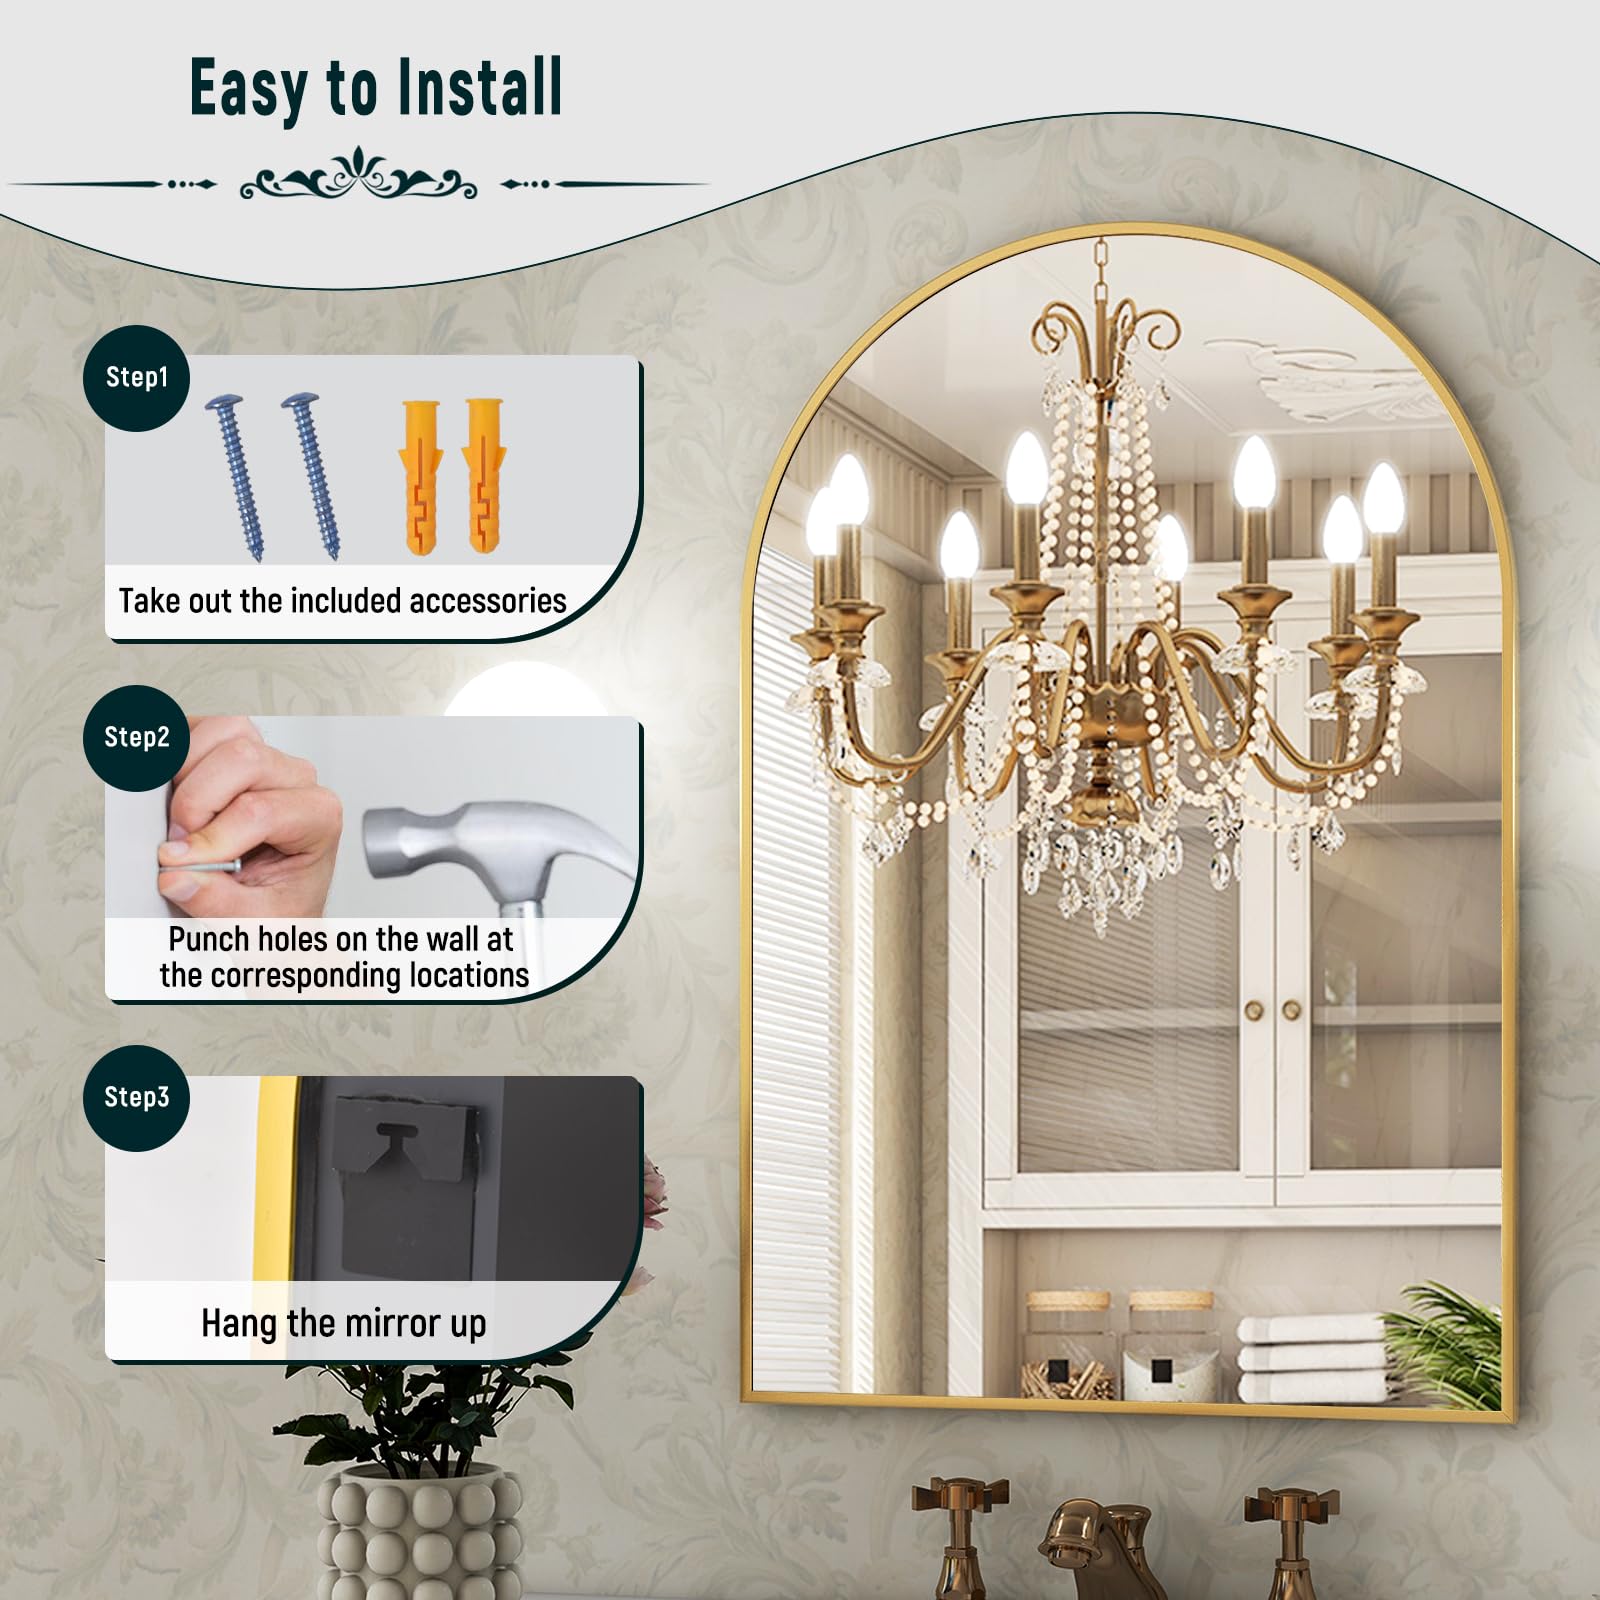 Easy to Install
Step1
Take out the included accessories
Step2
Punch holes on the wall at
the corresponding locations
Step3
Hang the mirror up